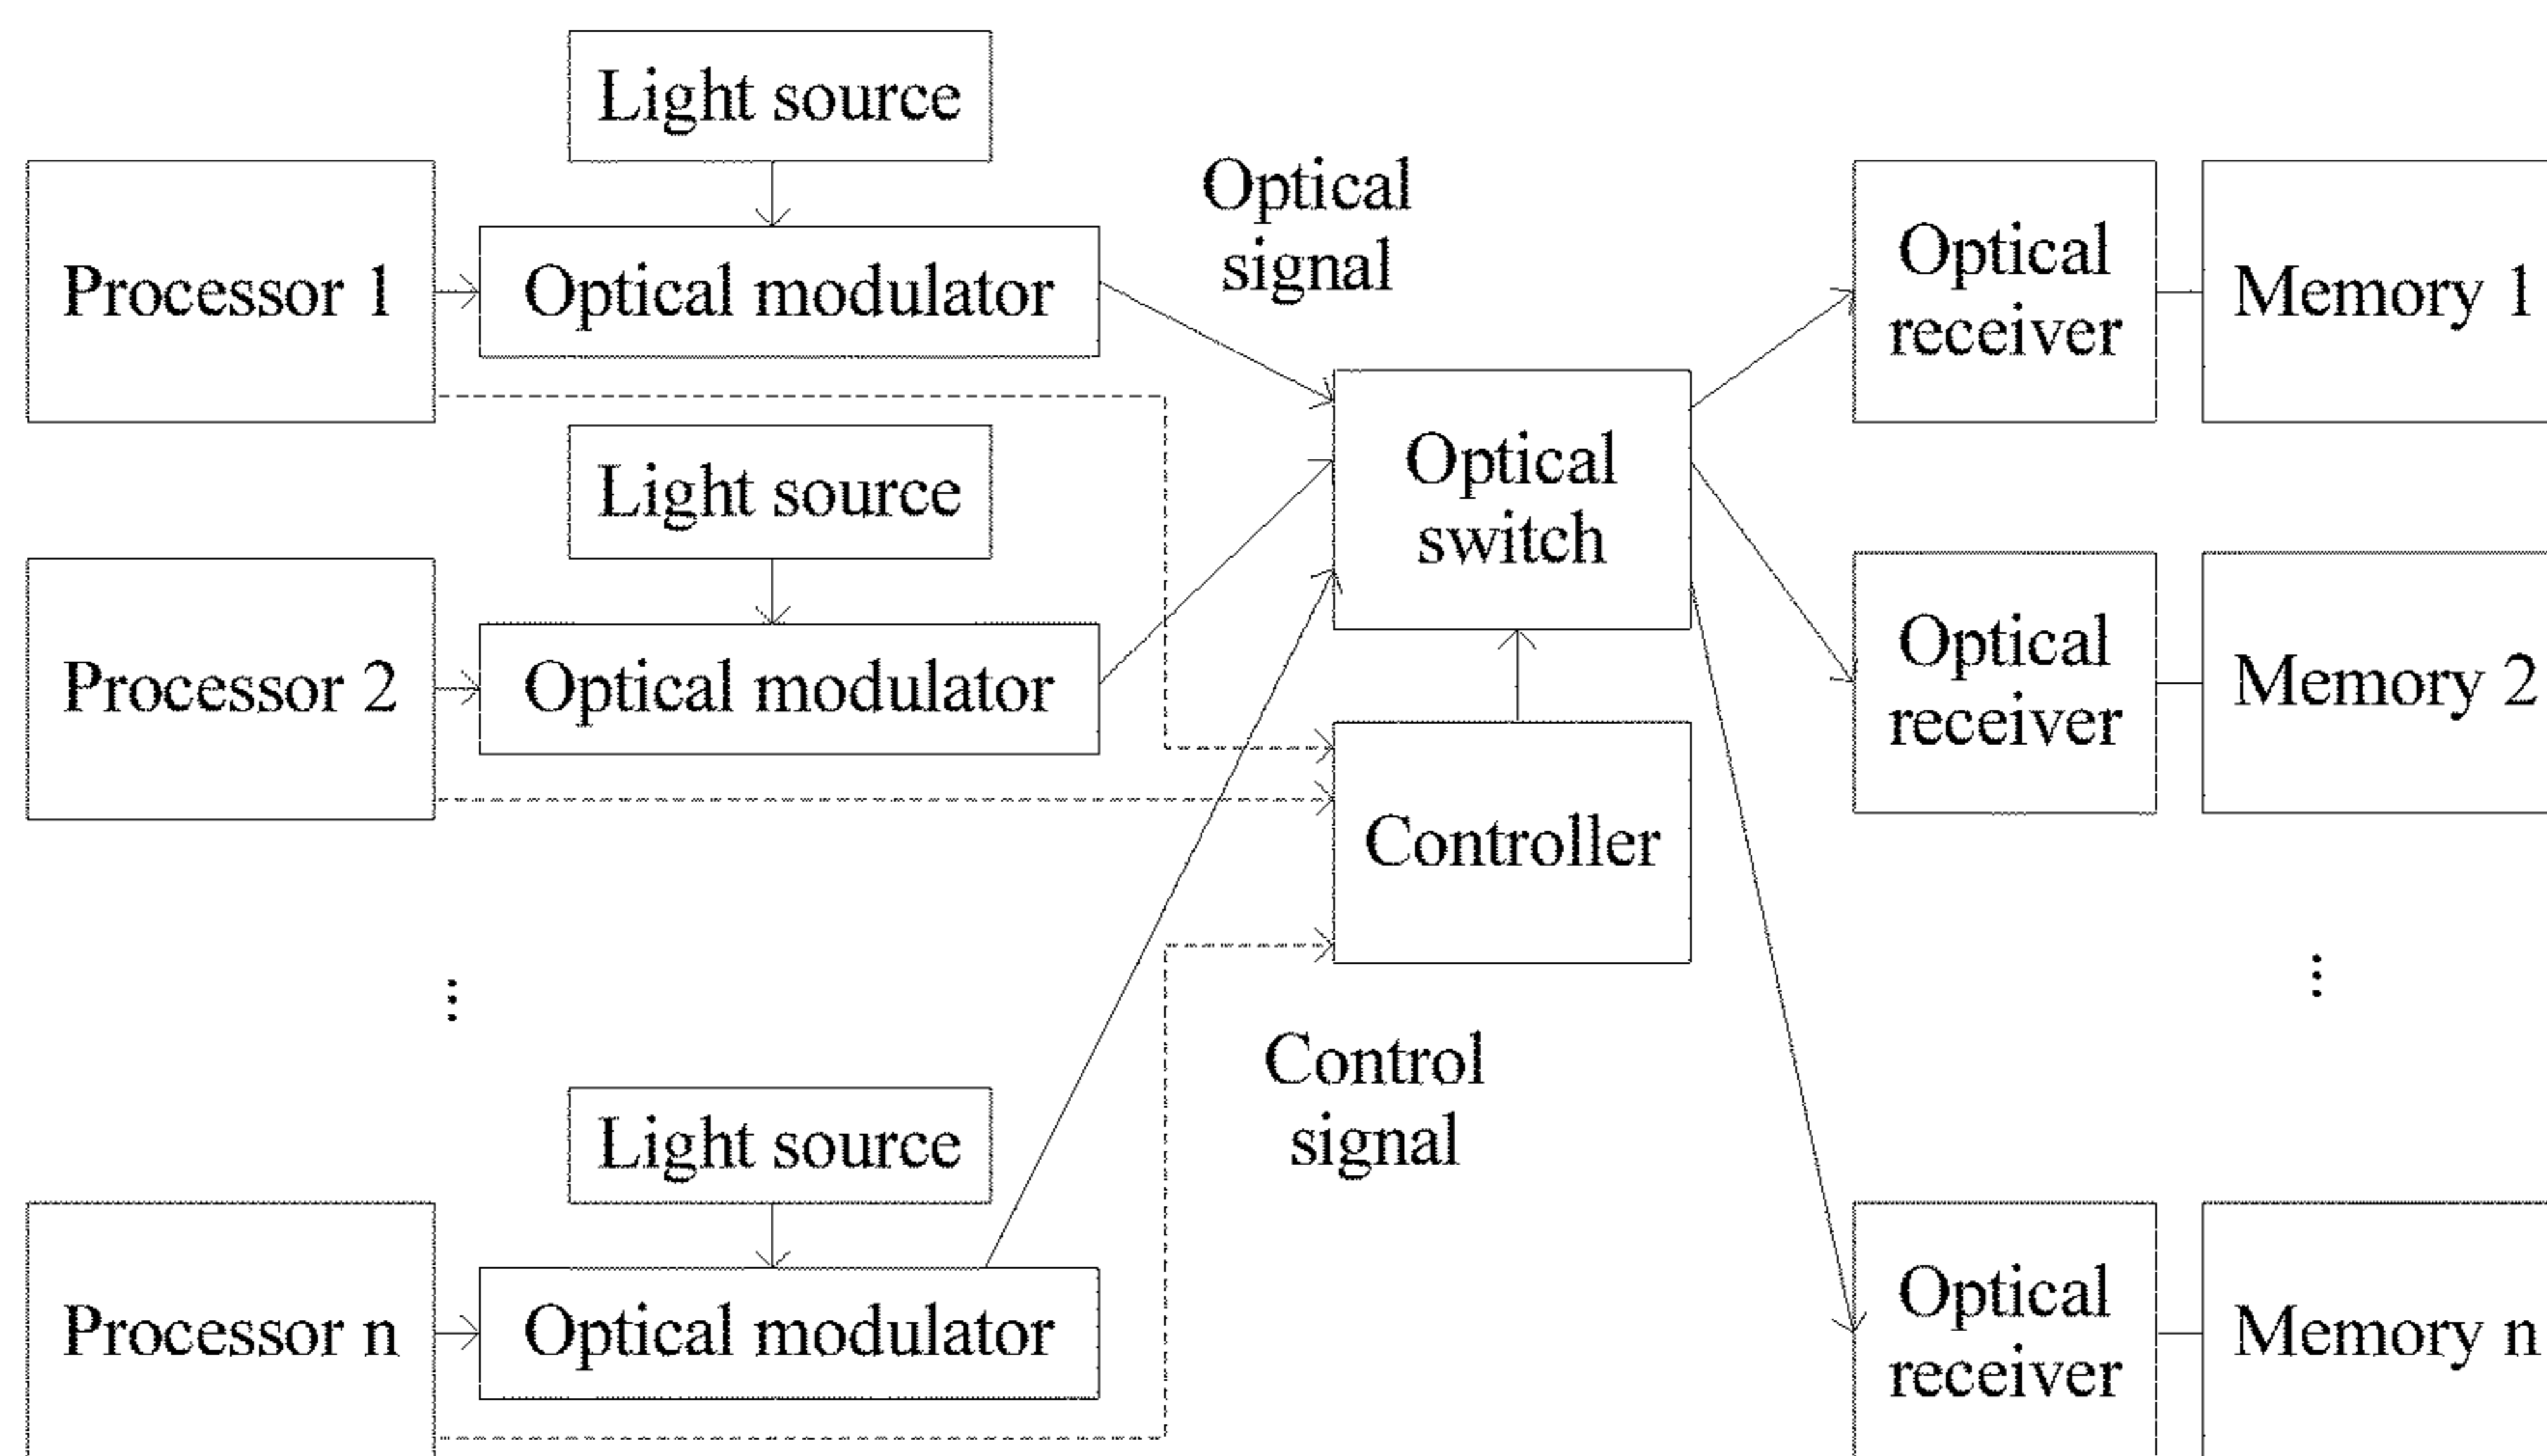 Light source
Processor 1
Optical modulator
Optical
signal
Optical
receiver
Memory 1
Light source
Optical
switch
Processor 2
Optical modulator
Optical
receiver
Memory 2
Controller
...
...
Control
signal
Light source
Processor n
Optical modulator
Optical
receiver
Memory n